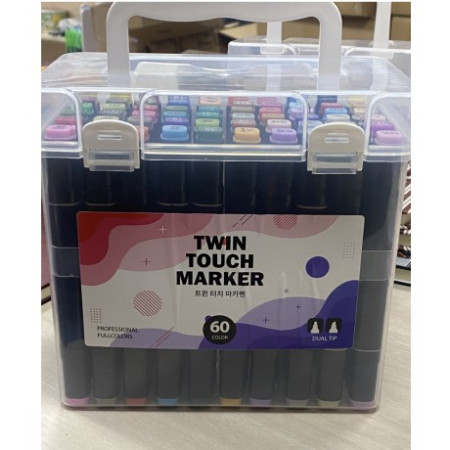 TWIN
TOUCH
MARKER
트윈 터치 마카펜
PROFESSIONAL
FULLCOLORS
60
COLOR
DUAL TIP